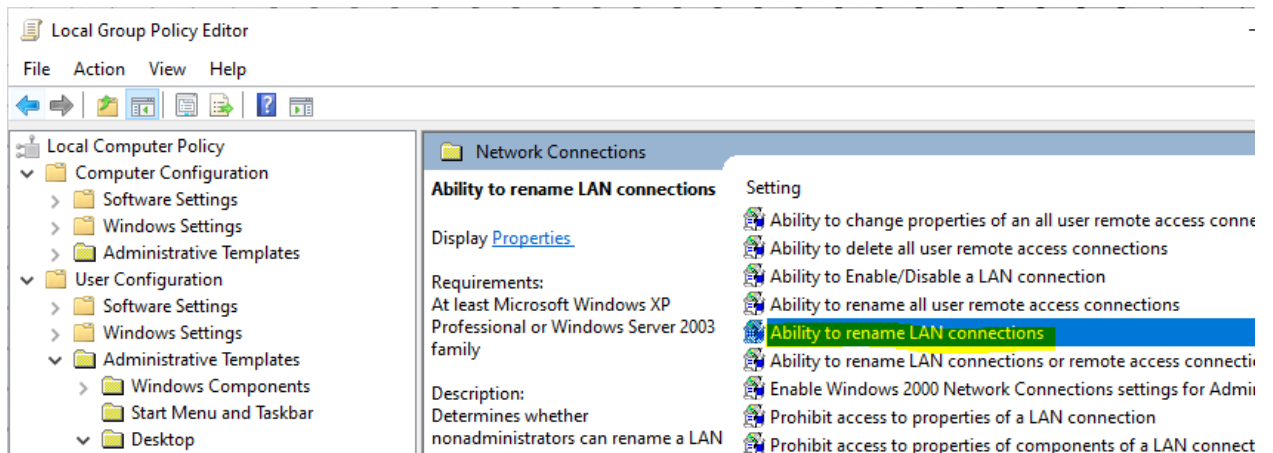 Local Group Policy Editor
File Action View Help
Local Computer Policy
Computer Configuration
Software Settings
Windows Settings
Administrative Templates
User Configuration
Software Settings
Windows Settings
Administrative Templates
Windows Components
Start Menu and Taskbar
Desktop
Network Connections
Ability to rename LAN connections
Display Properties
Requirements:
At least Microsoft Windows XP
Professional or Windows Server 2003
family
Description:
Determines whether
nonadministrators can rename a LAN
Setting
Ability to change properties of an all user remote access conne
Ability to delete all user remote access connections
Ability to Enable/Disable a LAN connection
Ability to rename all user remote access connections
Ability to rename LAN connections
Ability to rename LAN connections or remote access connecti
Enable Windows 2000 Network Connections settings for Admi
Prohibit access to properties of a LAN connection
Prohibit access to properties of components of a LAN connect